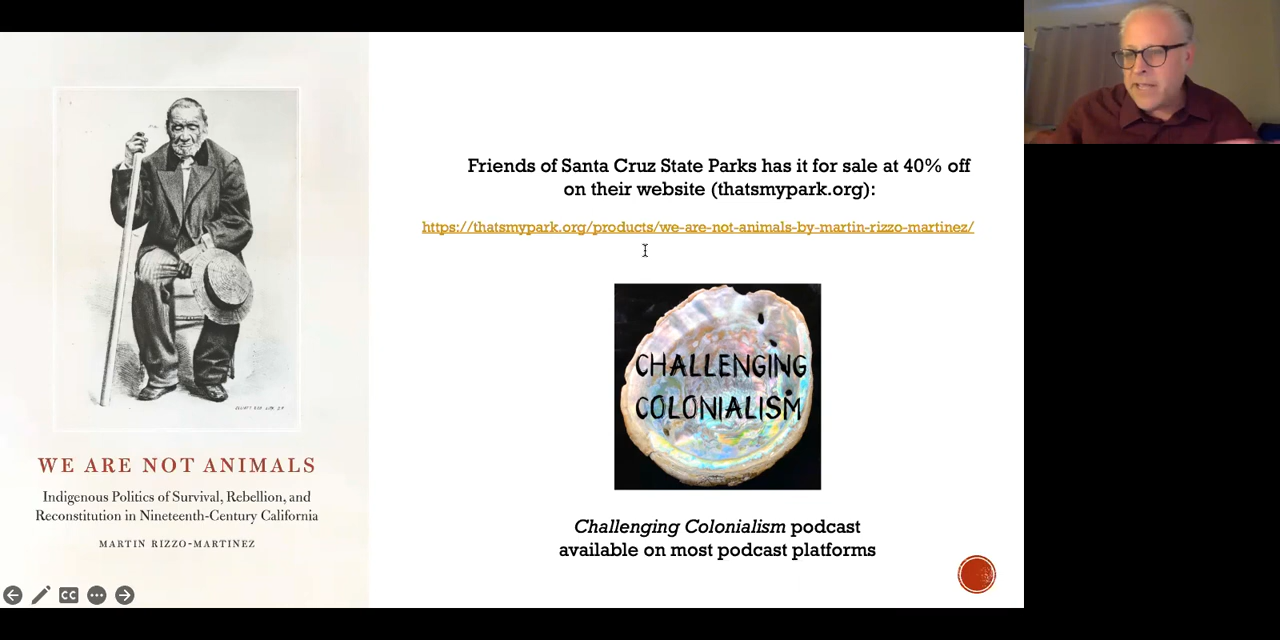 WE ARE NOT ANIMALS
Indigenous Politics of Survival, Rebellion, and
Reconstitution in Nineteenth-Century California
MARTIN RIZZO-MARTINEZ
Friends of Santa Cruz State Parks has it for sale at 40% off
on their website (thatsmypark.org):
https://thatsmypark.org/products/we-are-not-animals-by-martin-rizzo-martinez/
CHALLENGING
COLONIALISM
Challenging Colonialism podcast
available on most podcast platforms
CC